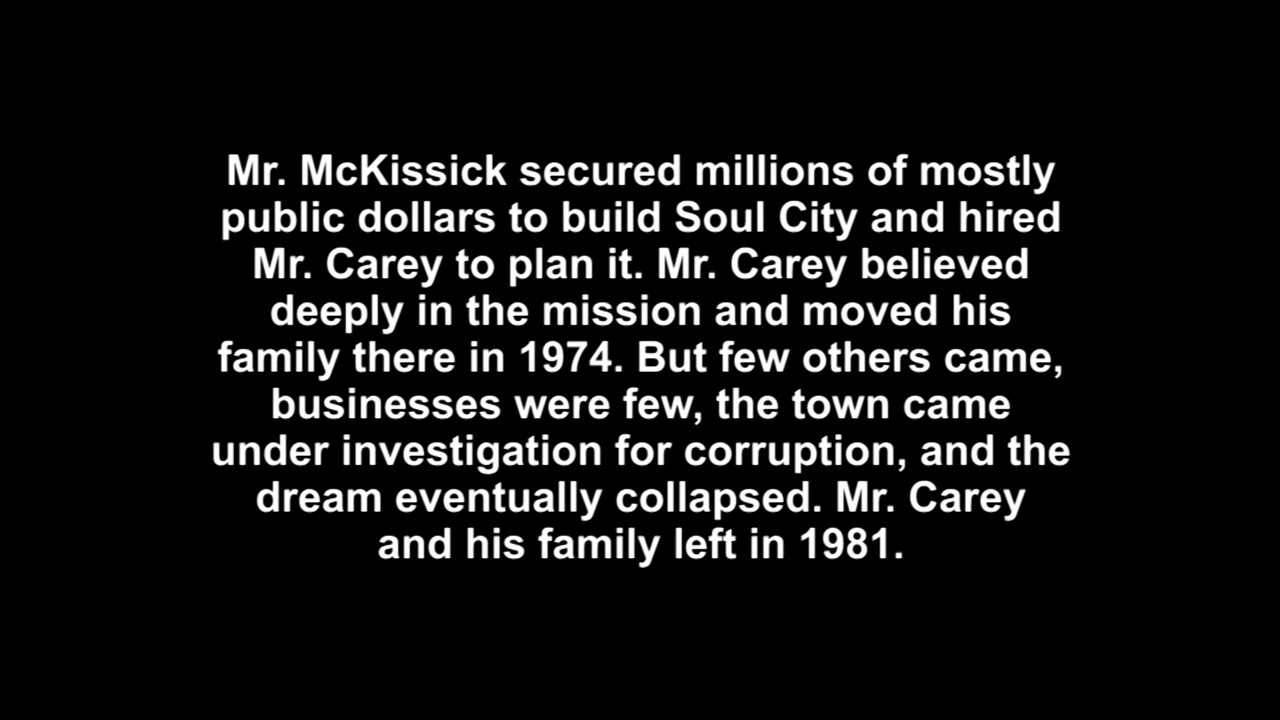 Mr. McKissick secured millions of mostly
public dollars to build Soul City and hired
Mr. Carey to plan it. Mr. Carey believed
deeply in the mission and moved his
family there in 1974. But few others came,
businesses were few, the town came
under investigation for corruption, and the
dream eventually collapsed. Mr. Carey
and his family left in 1981.